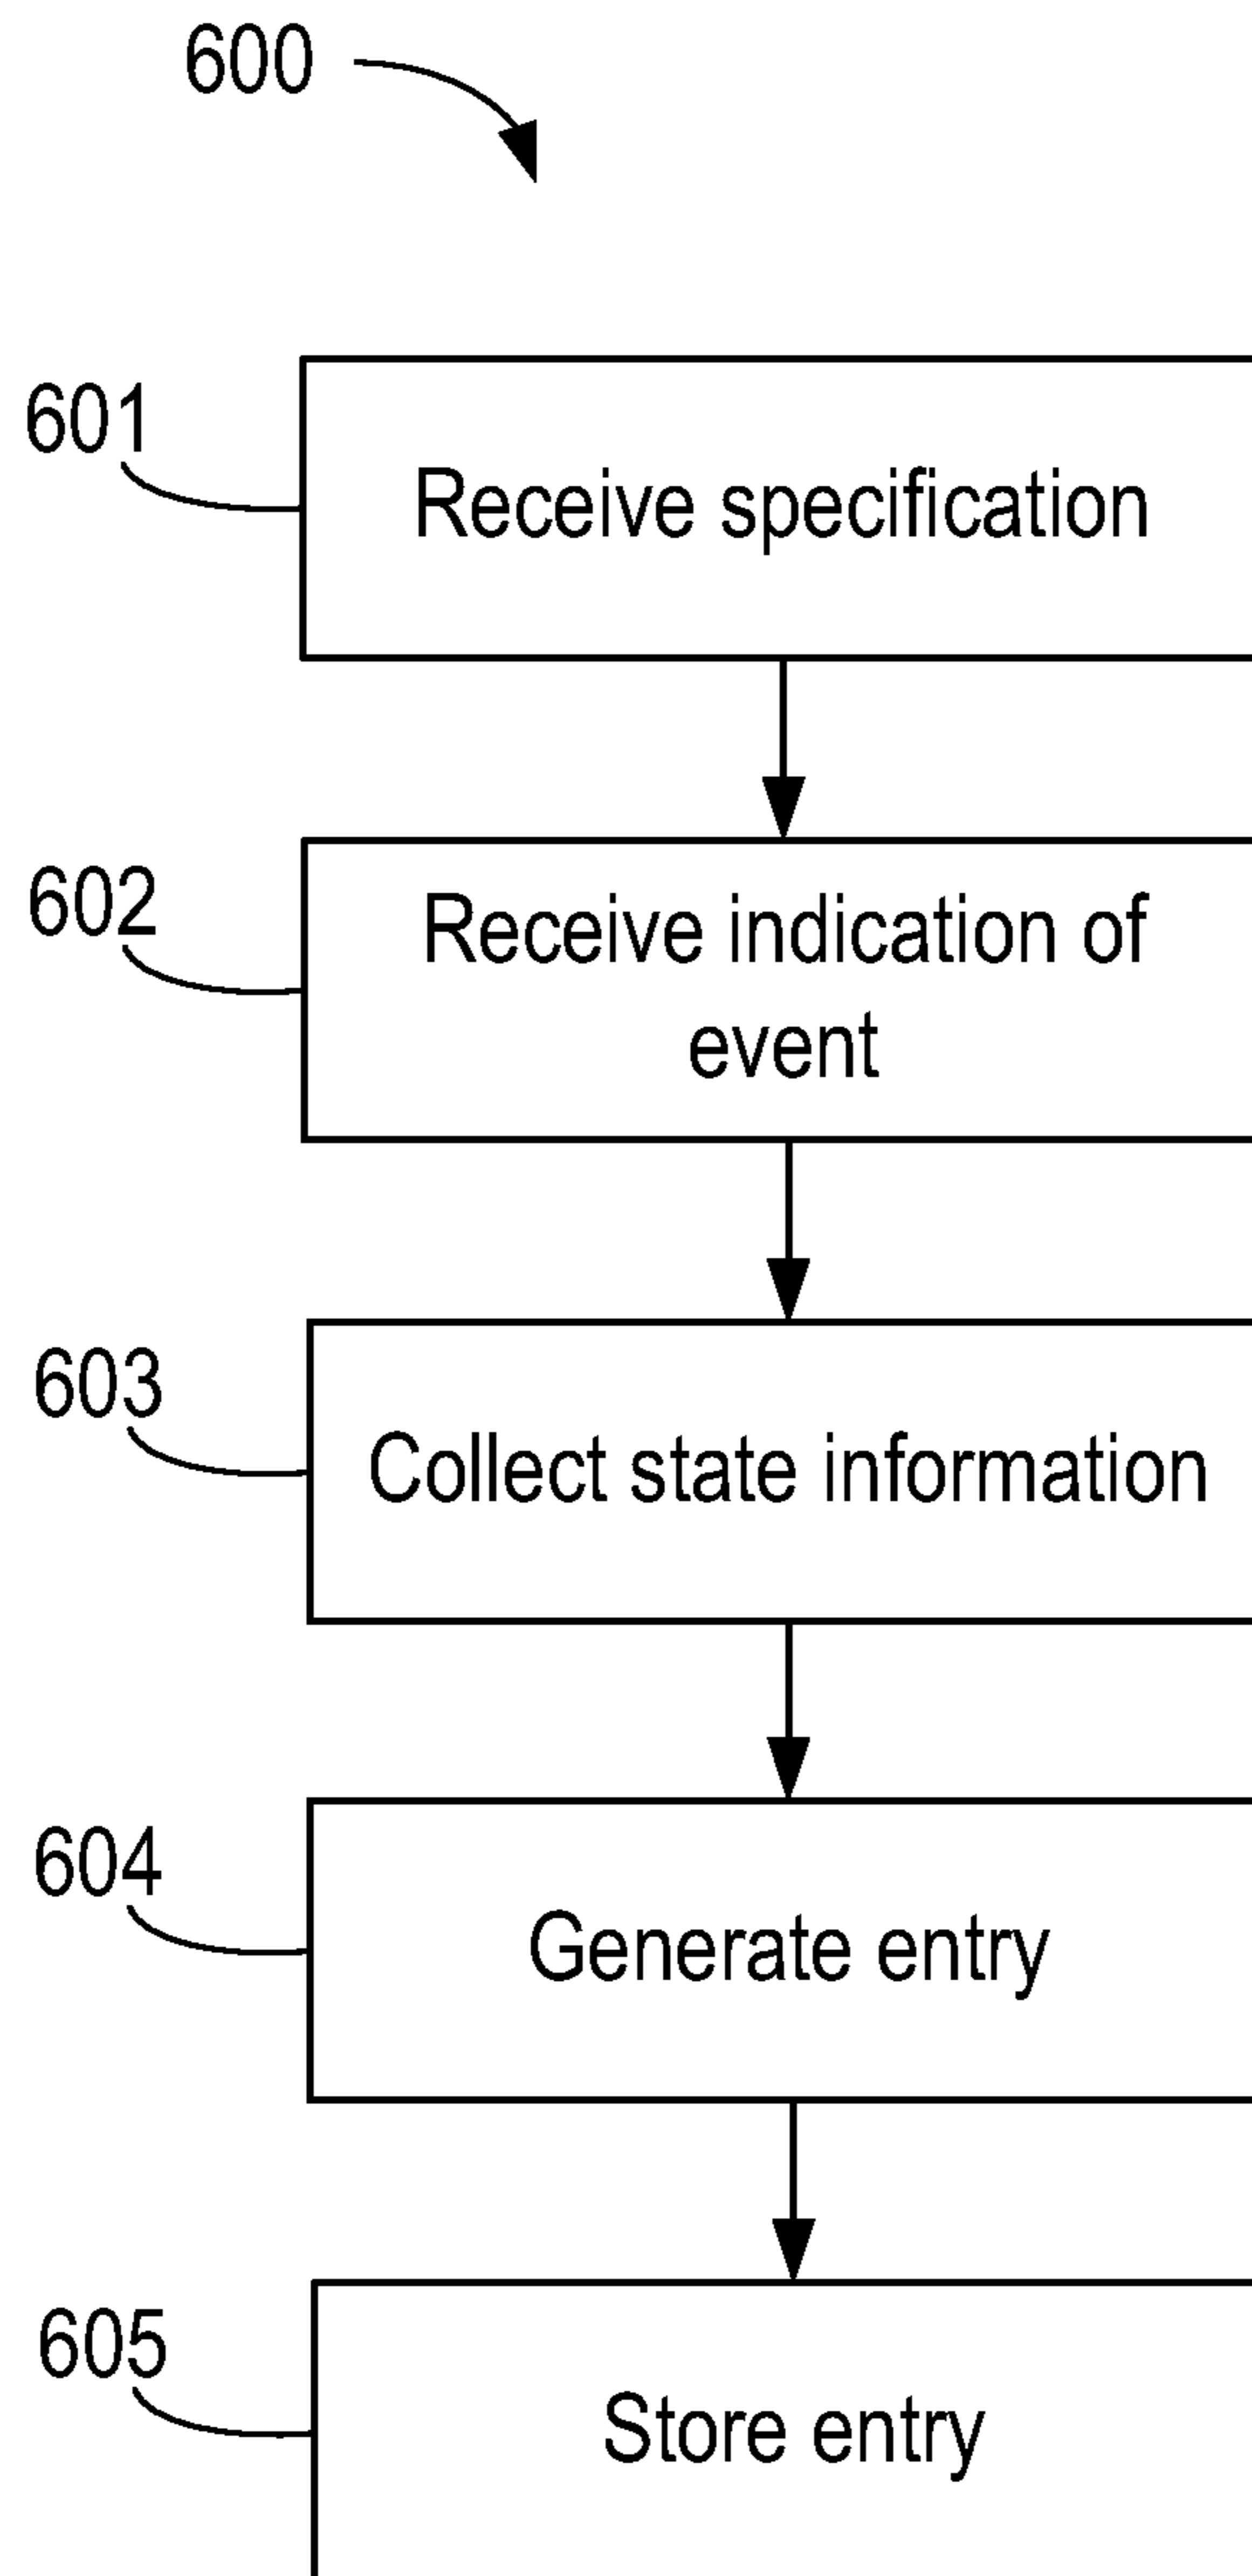 600
601
Receive specification
602
Receive indication of
event
603
Collect state information
604
Generate entry
605
Store entry